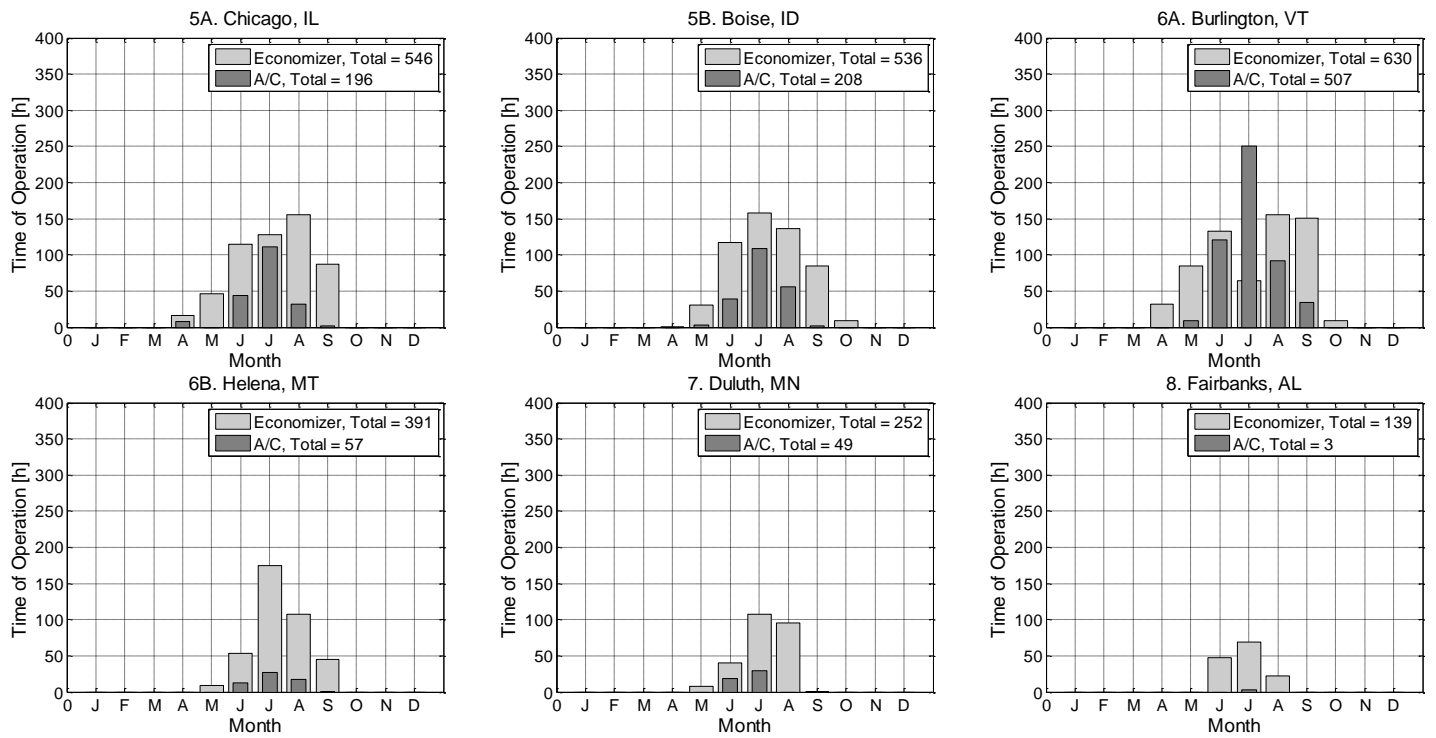 5A. Chicago, IL
400
350
300
250
200
150
100
50
0
Time of Operation [h]
Economizer, Total = 546
A/C, Total = 196
0 J F M A M J J A S O N D
Month
5B. Boise, ID
400
350
300
250
200
150
100
50
0
Time of Operation [h]
Economizer, Total = 536
A/C, Total = 208
0 J F M A M J J A S O N D
Month
6A. Burlington, VT
400
350
300
250
200
150
100
50
0
Time of Operation [h]
Economizer, Total = 630
A/C, Total = 507
0 J F M A M J J A S O N D
Month
6B. Helena, MT
400
350
300
250
200
150
100
50
0
Time of Operation [h]
Economizer, Total = 391
A/C, Total = 57
0 J F M A M J J A S O N D
Month
7. Duluth, MN
400
350
300
250
200
150
100
50
0
Time of Operation [h]
Economizer, Total = 252
A/C, Total = 49
0 J F M A M J J A S O N D
Month
8. Fairbanks, AL
400
350
300
250
200
150
100
50
0
Time of Operation [h]
Economizer, Total = 139
A/C, Total = 3
0 J F M A M J J A S O N D
Month